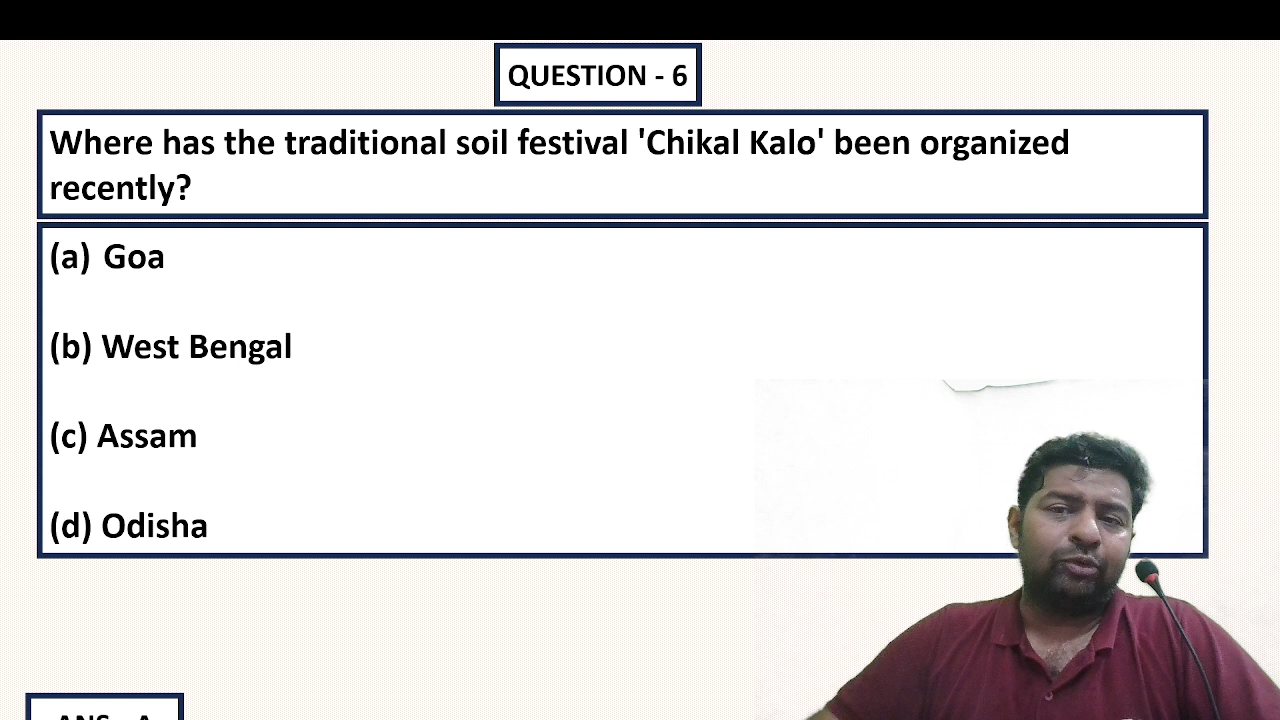 QUESTION - 6
Where has the traditional soil festival 'Chikal Kalo' been organized
recently?
(a) Goa
(b) West Bengal
(c) Assam
(d) Odisha
ANS - A